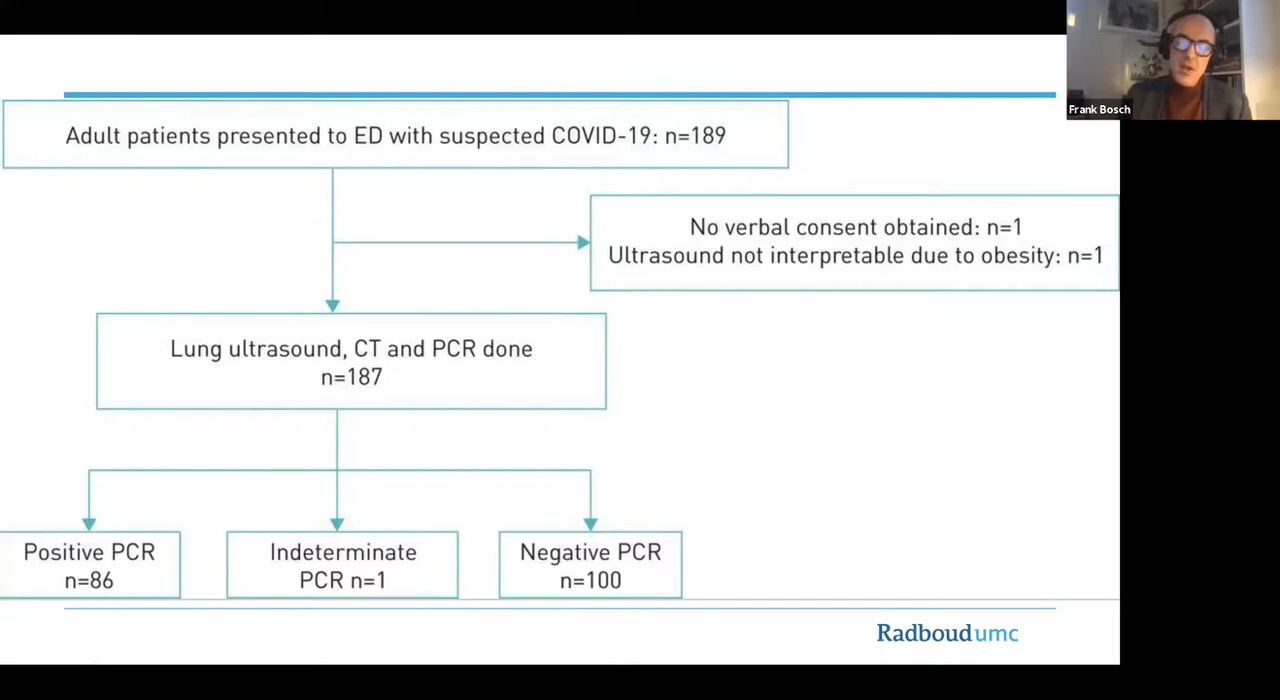 Frank Bosch
Adult patients presented to ED with suspected COVID-19: n=189
No verbal consent obtained: n=1
Ultrasound not interpretable due to obesity: n=1
Lung ultrasound, CT and PCR done
n=187
Positive PCR
n=86
Indeterminate
PCR n=1
Negative PCR
n=100
Radboudumc